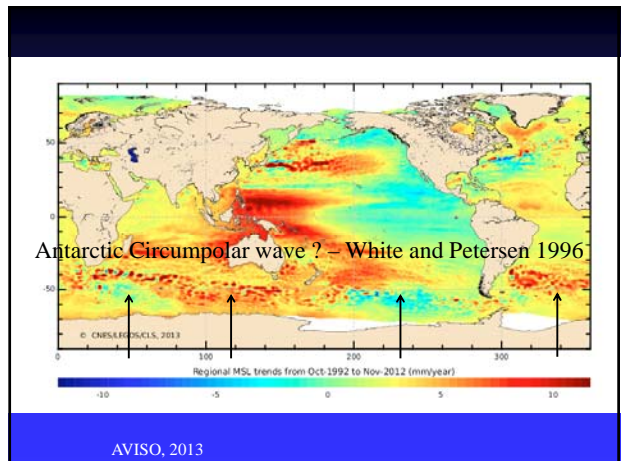 50
0
-50
Antarctic Circumpolar wave ? – White and Petersen 1996
© CNES/LEGOS/CLS, 2013
0 100 200 300
Regional MSL trends from Oct-1992 to Nov-2012 (mm/year)
-10 -5 0 5 10
AVISO, 2013